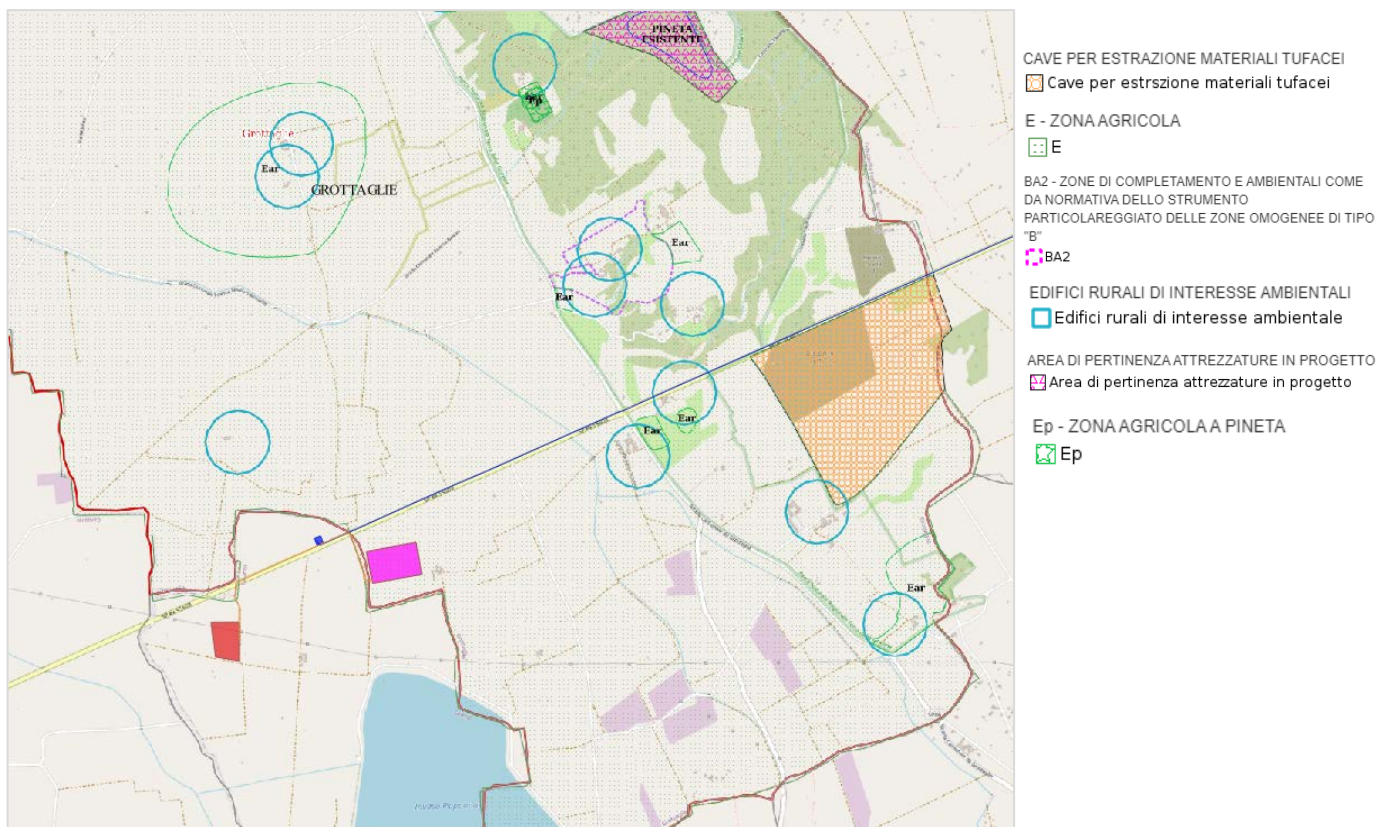 PINETA
ESISTENTE
Ep
Grottaglie
Ear
GROTTAGLIE
Ear
Ear
Ear
Ear
Ear
Invaso Pappadai
CAVE PER ESTRAZIONE MATERIALI TUFACEI
Cave per estrszione materiali tufacei
E - ZONA AGRICOLA
E
BA2 - ZONE DI COMPLETAMENTO E AMBIENTALI COME
DA NORMATIVA DELLO STRUMENTO
PARTICOLAREGGIATO DELLE ZONE OMOGENEE DI TIPO
"B"
BA2
EDIFICI RURALI DI INTERESSE AMBIENTALI
Edifici rurali di interesse ambientale
AREA DI PERTINENZA ATTREZZATURE IN PROGETTO
Area di pertinenza attrezzature in progetto
Ep - ZONA AGRICOLA A PINETA
Ep